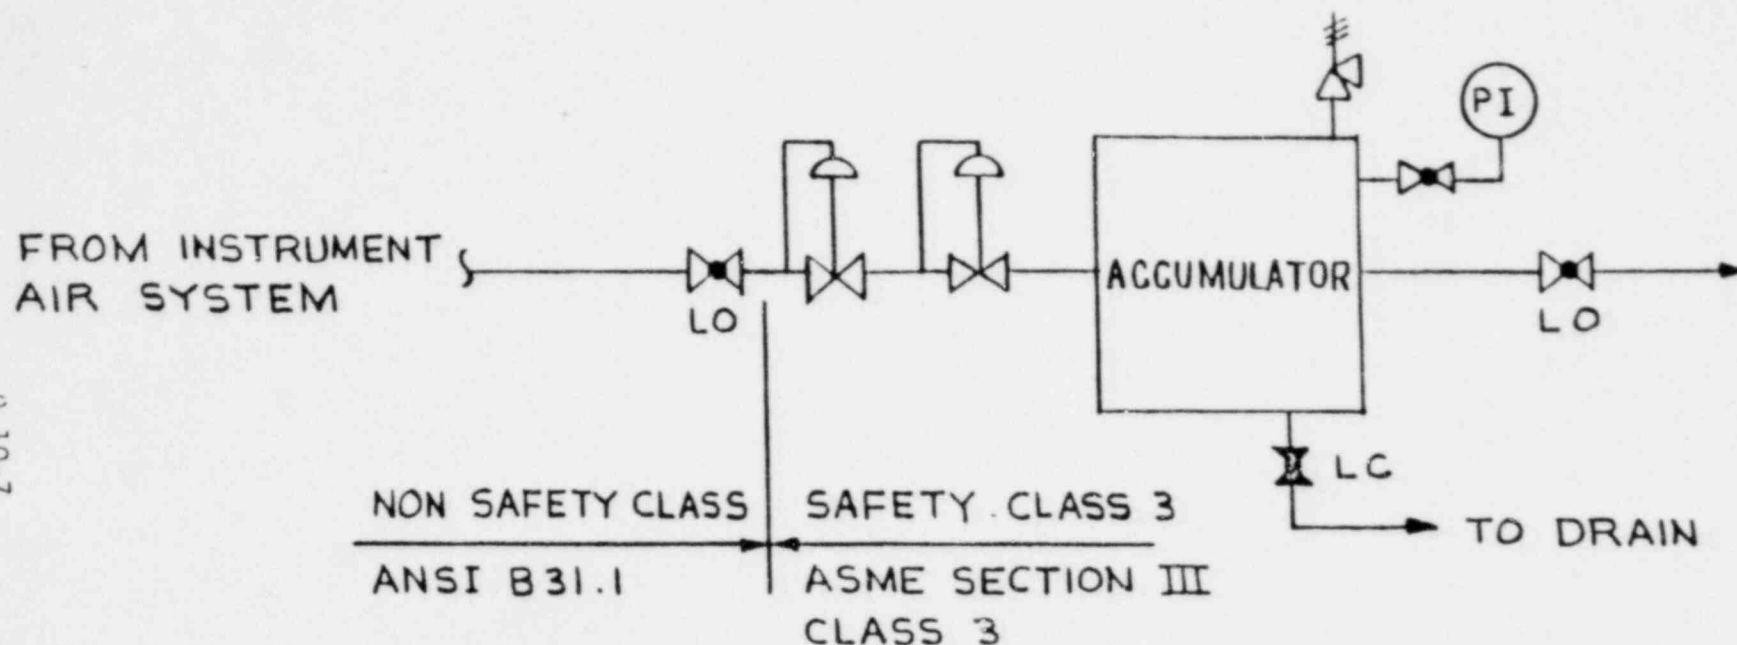 PI
FROM INSTRUMENT
AIR SYSTEM
ACCUMULATOR
LO
LO
LC
NON SAFETY CLASS
SAFETY CLASS 3
TO DRAIN
ANSI B31.1
ASME SECTION III
CLASS 3